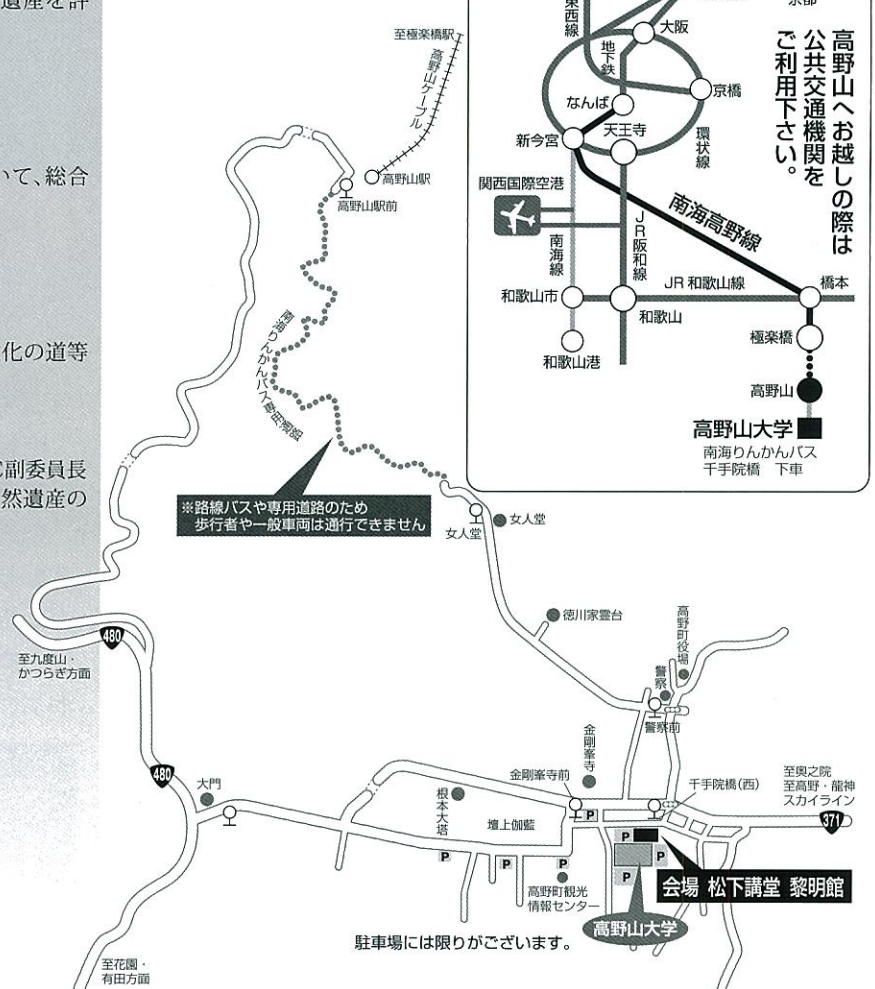 遺産を評
いて、総合
化の道等
副委員長
然遺産の
京都
東西線
大阪
地下鉄
京橋
なんば
天王寺
新今宮
環状線
関西国際空港
南海高野線
南海線
JR阪和線
JR和歌山線
橋本
和歌山市
和歌山
和歌山港
極楽橋
高野山
高野山大学
南海りんかんバス
千手院橋 下車
高野山へお越しの際は
公共交通機関を
ご利用下さい。
至極楽橋駅
高野山ケーブル
高野山駅
高野山駅前
南海りんかんバス専用道路
※路線バスや専用道路のため
歩行者や一般車両は通行できません
女人堂
女人堂
徳川家霊台
高野町役場
警察
警察前
480
至九度山・
かつらぎ方面
480
大門
金剛峯寺
金剛峯寺前
千手院橋(西)
至奥之院
至高野・龍神
スカイライン
371
根本大塔
壇上伽藍
P
P
P
P
P
P
P
高野町観光
情報センター
会場 松下講堂 黎明館
高野山大学
駐車場には限りがございます。
至花園・
有田方面